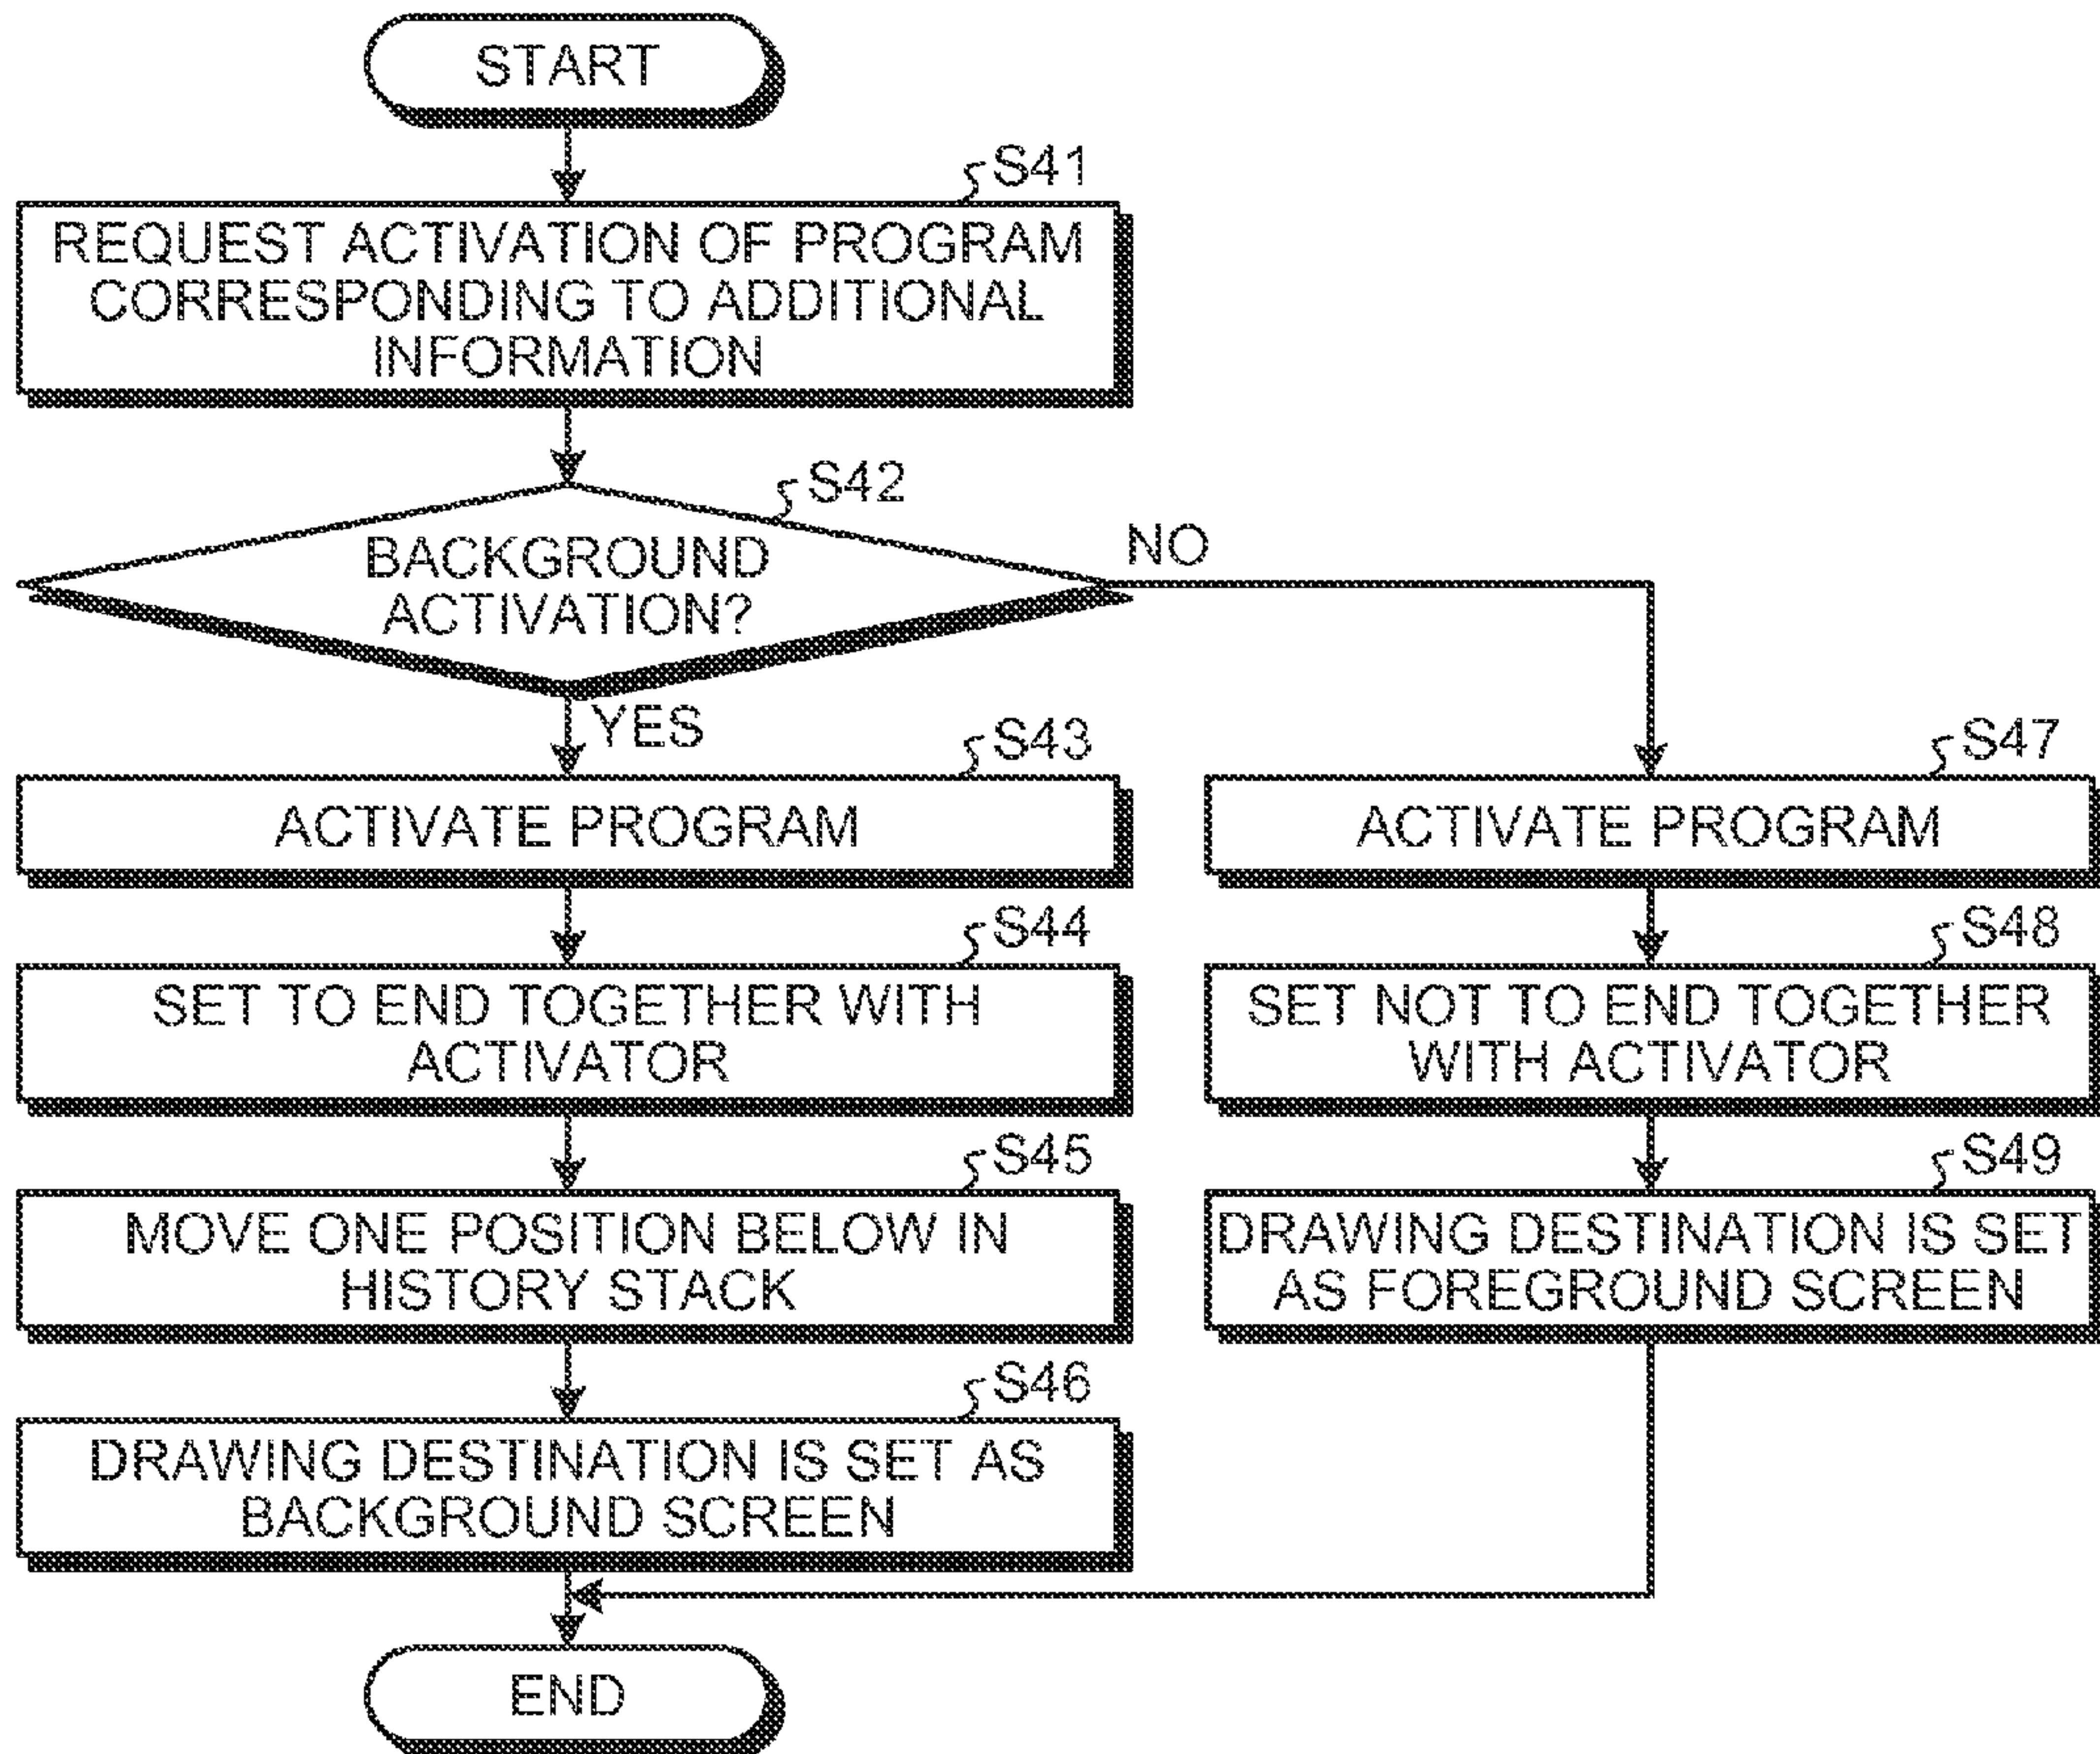 START
S41
REQUEST ACTIVATION OF PROGRAM
CORRESPONDING TO ADDITIONAL
INFORMATION
S42
BACKGROUND
ACTIVATION?
NO
YES
S43
ACTIVATE PROGRAM
S44
SET TO END TOGETHER WITH
ACTIVATOR
S45
MOVE ONE POSITION BELOW IN
HISTORY STACK
S46
DRAWING DESTINATION IS SET AS
BACKGROUND SCREEN
S47
ACTIVATE PROGRAM
S48
SET NOT TO END TOGETHER
WITH ACTIVATOR
S49
DRAWING DESTINATION IS SET
AS FOREGROUND SCREEN
END